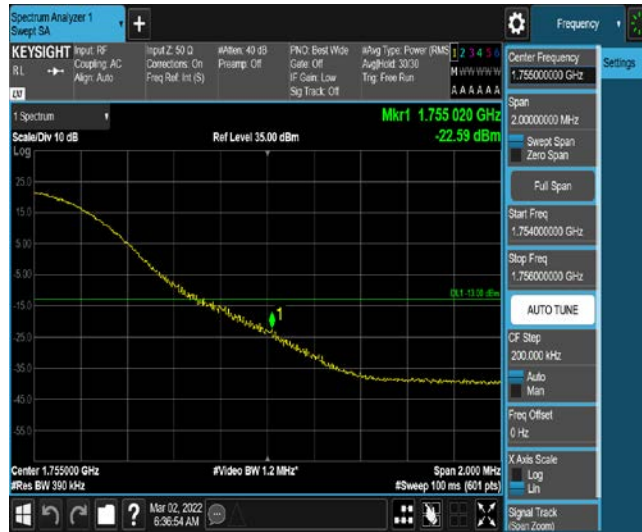 Spectrum Analyzer 1
Swept SA
+
Frequency
KEYSIGHT
RL
LXI
Input: RF
Coupling: AC
Align: Auto
Input Z: 50 Ω
Corrections: On
Freq Ref: Int (S)
#Atten: 40 dB
Preamp: Off
PNO: Best Wide
Gate: Off
IF Gain: Low
Sig Track: Off
#Avg Type: Power (RMS)
Avg|Hold: 30/30
Trig: Free Run
1 2 3 4 5 6
M W W W W W
A A A A A A
1 Spectrum
Scale/Div 10 dB
Ref Level 35.00 dBm
Mkr1 1.755 020 GHz
-22.59 dBm
Log
25.0
15.0
5.00
-5.00
-15.0
-25.0
-35.0
-45.0
-55.0
DL1 -13.00 dBm
1
Center 1.755000 GHz
#Res BW 390 kHz
#Video BW 1.2 MHz*
Span 2.000 MHz
#Sweep 100 ms (601 pts)
Mar 02, 2022
6:36:54 AM
?
Center Frequency
1.755000000 GHz
Settings
Span
2.00000000 MHz
Swept Span
Zero Span
Full Span
Start Freq
1.754000000 GHz
Stop Freq
1.756000000 GHz
AUTO TUNE
CF Step
200.000 kHz
Auto
Man
Freq Offset
0 Hz
X Axis Scale
Log
Lin
Signal Track
(Span Zoom)